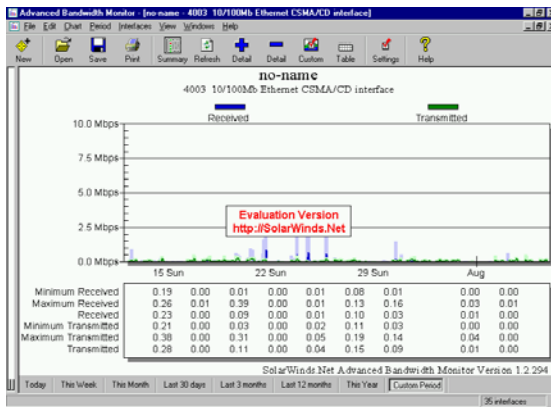 Advanced Bandwidth Monitor - [no-name - 4003 10/100Mb Ethernet CSMA/CD interface]
File Edit Chart Period Interfaces View Windows Help
New Open Save Print Summary Refresh Detail Detail Custom Table Settings Help
no-name
4003 10/100Mb Ethernet CSMA/CD interface
Received Transmitted
10.0 Mbps
7.5 Mbps
5.0 Mbps
Evaluation Version
2.5 Mbps
http://SolarWinds.Net
0.0 Mbps
15 Sun 22 Sun 29 Sun Aug
Minimum Received 0.19 0.00 0.01 0.00 0.01 0.08 0.01 0.00 0.00
Maximum Received 0.26 0.01 0.39 0.00 0.01 0.13 0.16 0.03 0.01
Received 0.23 0.00 0.09 0.00 0.01 0.10 0.03 0.01 0.00
Minimum Transmitted 0.21 0.00 0.03 0.00 0.02 0.11 0.03 0.00 0.00
Maximum Transmitted 0.38 0.00 0.31 0.00 0.05 0.19 0.14 0.04 0.00
Transmitted 0.28 0.00 0.11 0.00 0.04 0.15 0.09 0.01 0.00
SolarWinds.Net Advanced Bandwidth Monitor Version 1.2.294
Today This Week This Month Last 30 days Last 3 months Last 12 months This Year Custom Period
35 interfaces